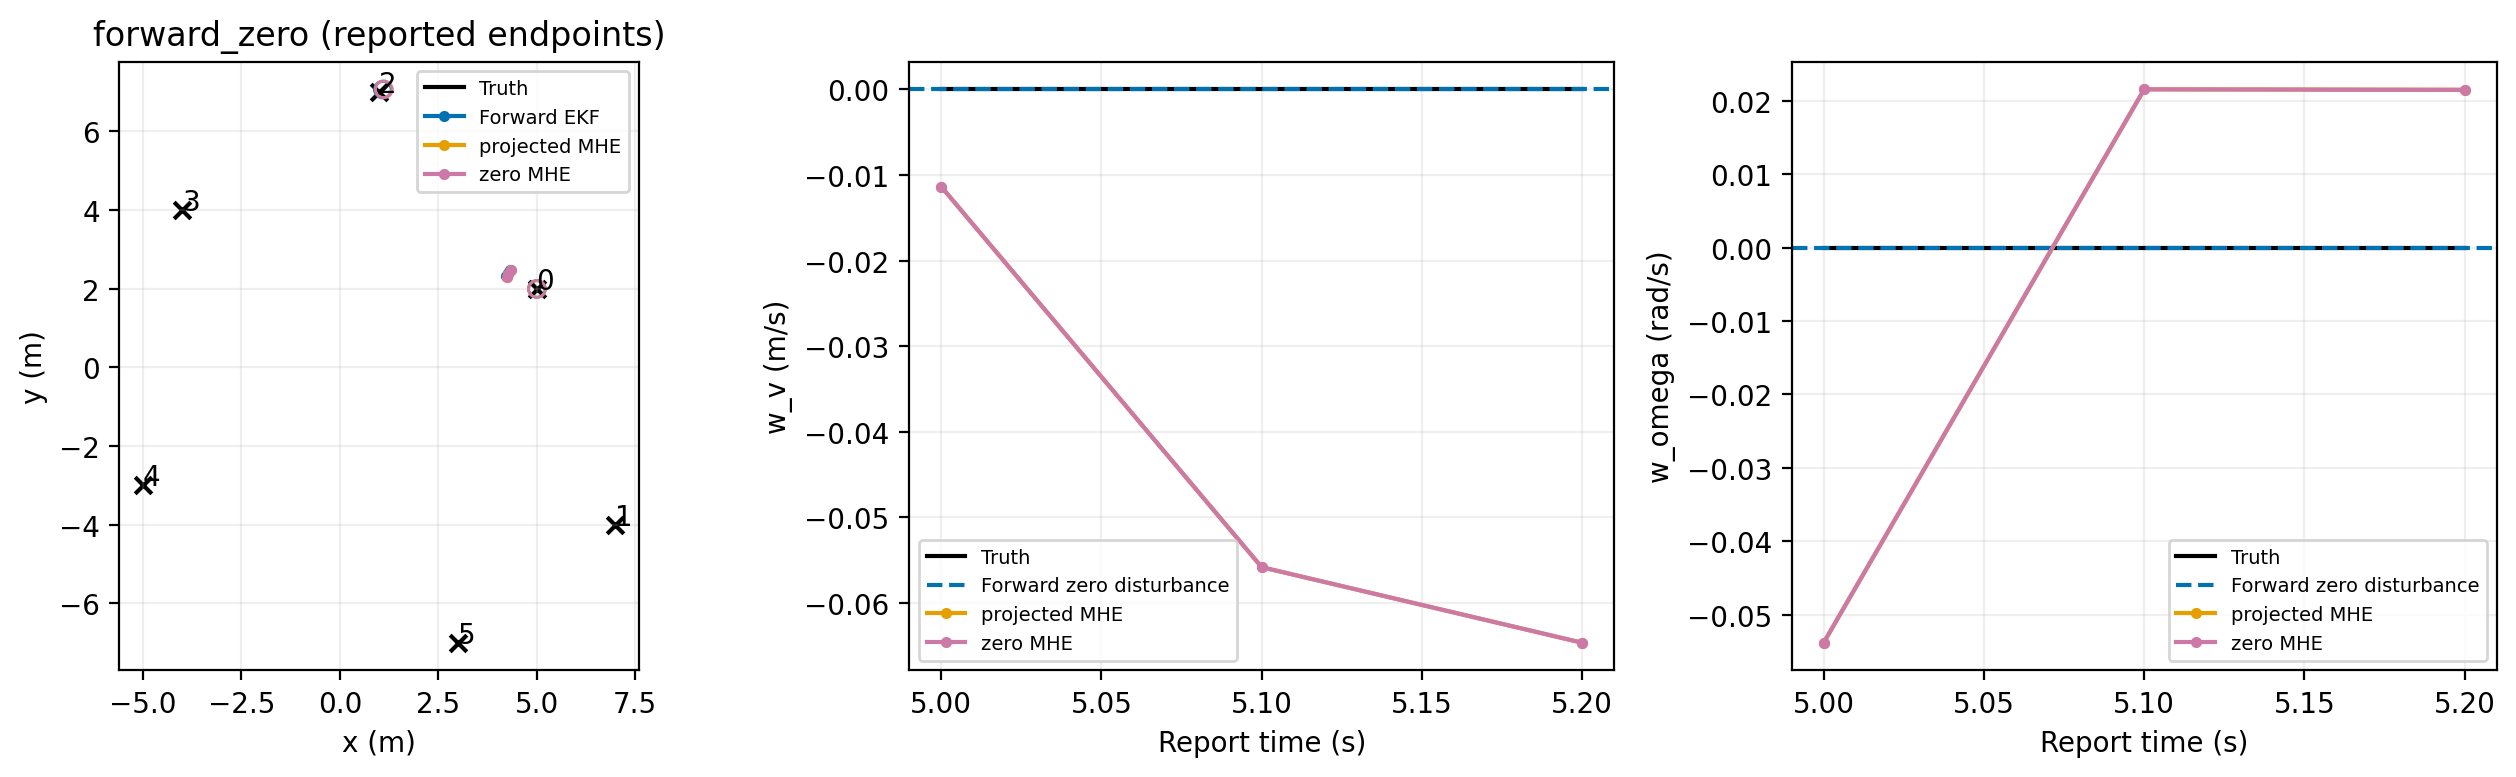 forward_zero (reported endpoints)
Truth
Forward EKF
projected MHE
zero MHE
2
3
0
4
1
5
6
4
2
0
−2
−4
−6
y (m)
−5.0 −2.5 0.0 2.5 5.0 7.5
x (m)
0.00
−0.01
−0.02
−0.03
−0.04
−0.05
−0.06
w_v (m/s)
Truth
Forward zero disturbance
projected MHE
zero MHE
5.00 5.05 5.10 5.15 5.20
Report time (s)
0.02
0.01
0.00
−0.01
−0.02
−0.03
−0.04
−0.05
w_omega (rad/s)
Truth
Forward zero disturbance
projected MHE
zero MHE
5.00 5.05 5.10 5.15 5.20
Report time (s)